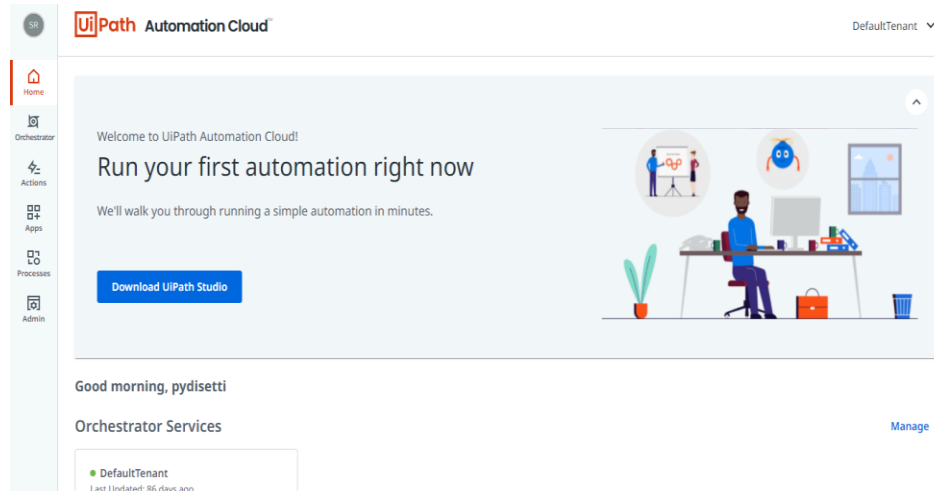 SR
UiPath Automation Cloud™
DefaultTenant
Home
Orchestrator
Actions
Apps
Processes
Admin
Welcome to UiPath Automation Cloud!
Run your first automation right now
We'll walk you through running a simple automation in minutes.
Download UiPath Studio
Good morning, pydisetti
Orchestrator Services
Manage
DefaultTenant
Last Updated: 86 days ago